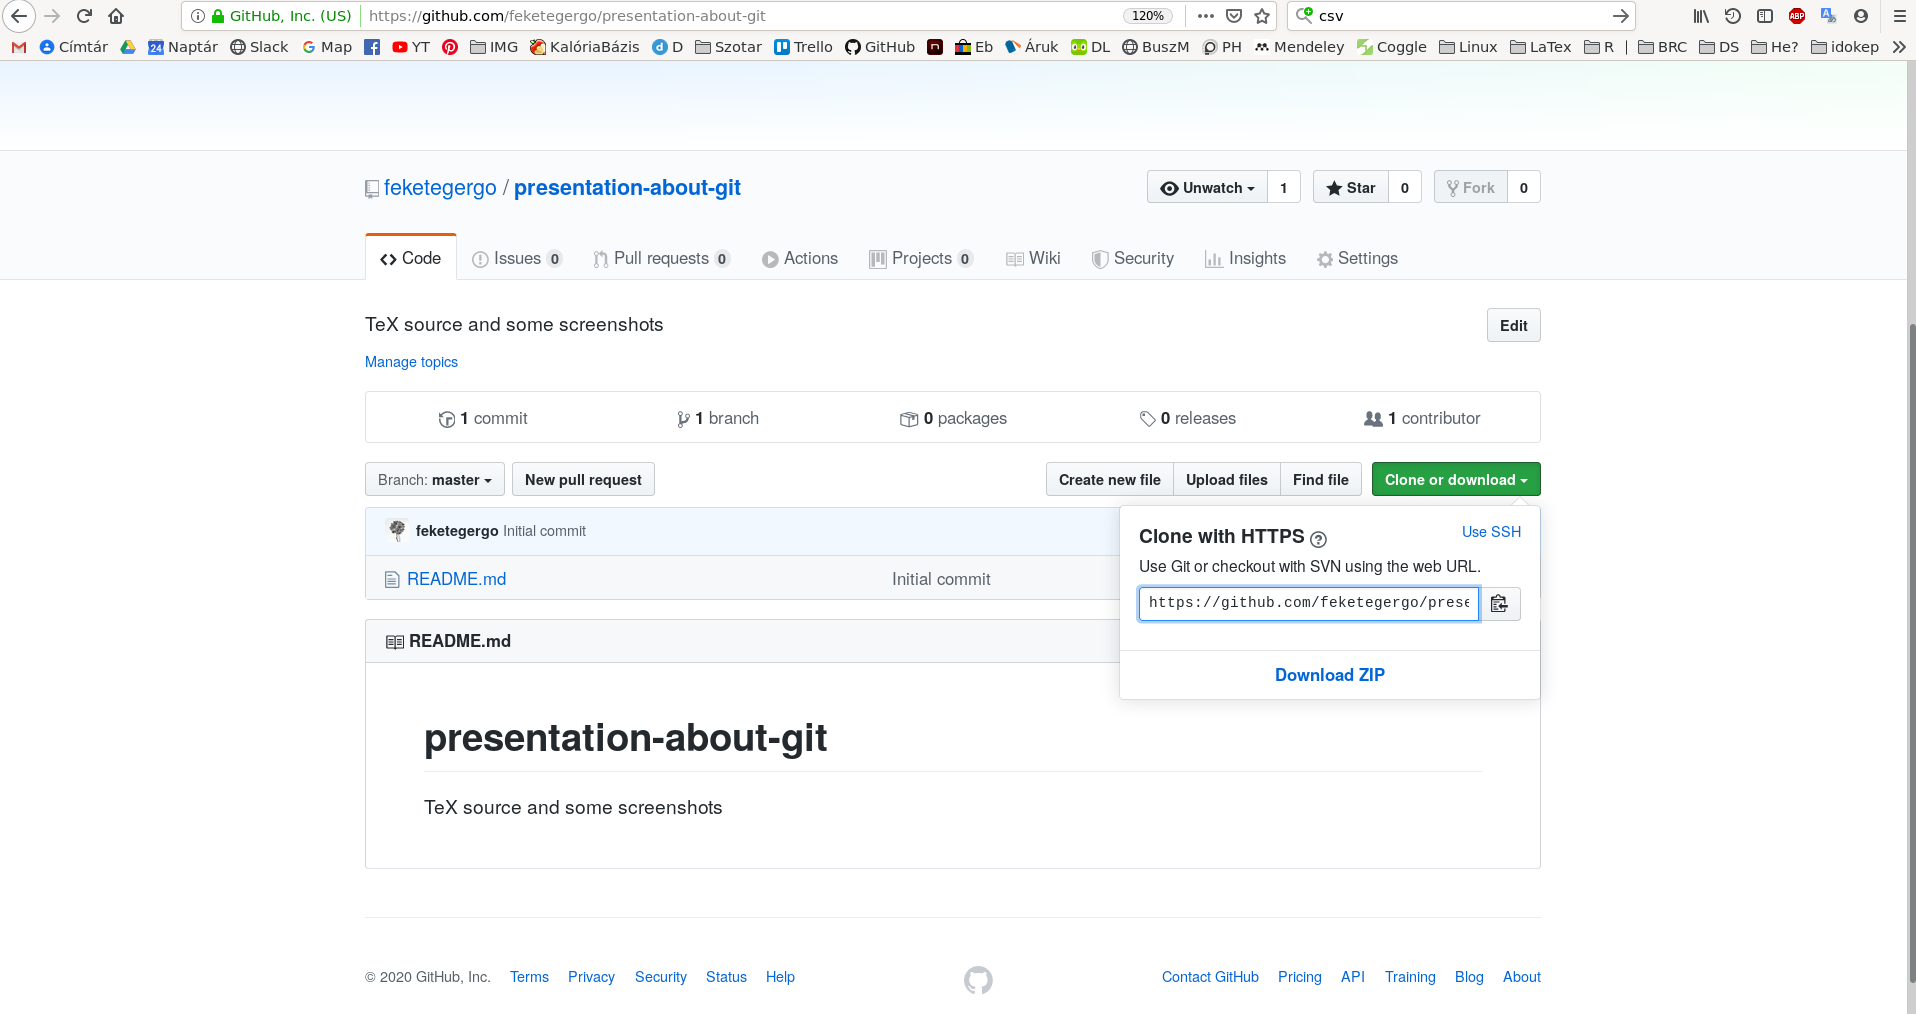 GitHub, Inc. (US) https://github.com/feketegergo/presentation-about-git 120% csv
Címtár 24 Naptár Slack Map YT IMG KalóriaBázis D Szotar Trello GitHub Eb Áruk DL BuszM PH Mendeley Coggle Linux LaTex R | BRC DS He? idokep
feketegergo / presentation-about-git Unwatch 1 Star 0 Fork 0
Code Issues 0 Pull requests 0 Actions Projects 0 Wiki Security Insights Settings
TeX source and some screenshots Edit
Manage topics
1 commit 1 branch 0 packages 0 releases 1 contributor
Branch: master New pull request Create new file Upload files Find file Clone or download
feketegergo Initial commit
README.md Initial commit
Clone with HTTPS Use SSH
Use Git or checkout with SVN using the web URL.
https://github.com/feketegergo/prese
Download ZIP
README.md
presentation-about-git
TeX source and some screenshots
© 2020 GitHub, Inc. Terms Privacy Security Status Help Contact GitHub Pricing API Training Blog About